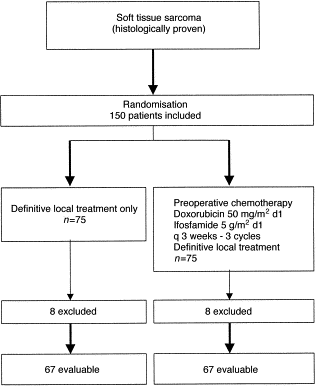 Soft tissue sarcoma
(histologically proven)
Randomisation
150 patients included
Definitive local treatment only
n=75
Preoperative chemotherapy
Doxorubicin 50 mg/m² d1
Ifosfamide 5 g/m² d1
q 3 weeks - 3 cycles
Definitive local treatment
n=75
8 excluded
8 excluded
67 evaluable
67 evaluable